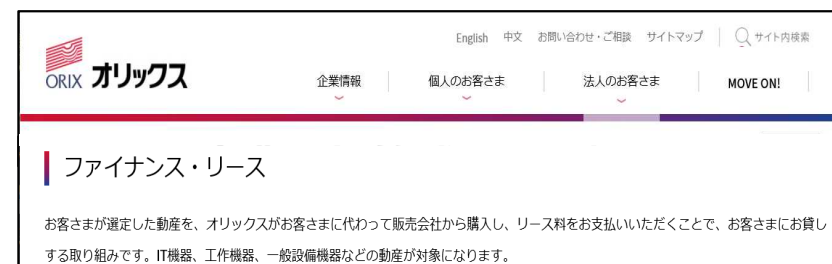 English 中文 お問い合わせ・ご相談 サイトマップ サイト内検索
ORIX オリックス
企業情報 個人のお客さま 法人のお客さま MOVE ON!
ファイナンス・リース
お客さまが選定した動産を、オリックスがお客さまに代わって販売会社から購入し、リース料をお支払いいただくことで、お客さまにお貸し
する取り組みです。IT機器、工作機器、一般設備機器などの動産が対象になります。